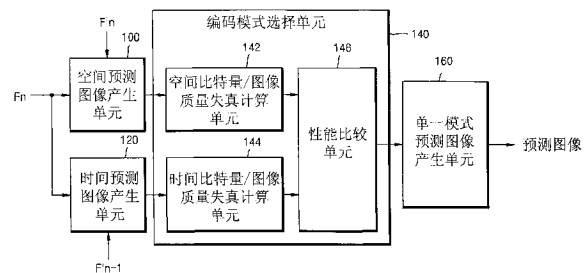 F'n
编码模式选择单元
100
142
146
140
160
Fn
空间预测
图像产生
单元
空间比特量/图像
质量失真计算
单元
性能比较
单元
单一模式
预测图像
产生单元
预测图像
120
144
时间预测
图像产生
单元
时间比特量/图像
质量失真计算
单元
F'n-1